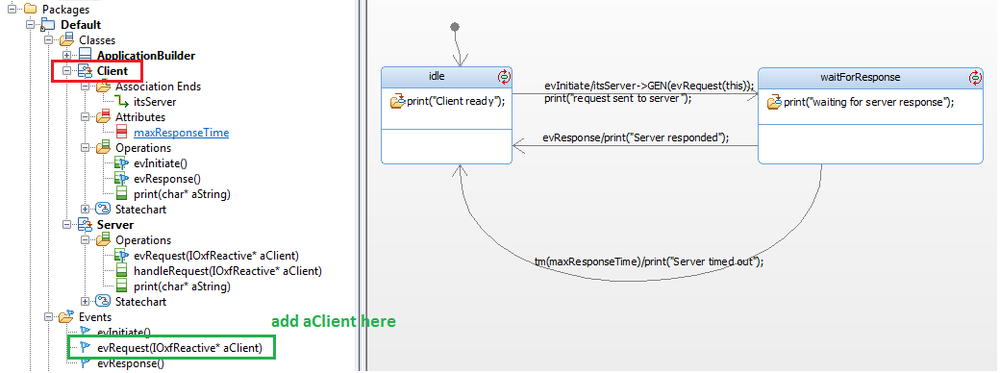 Packages
Default
Classes
ApplicationBuilder
Client
Association Ends
itsServer
Attributes
maxResponseTime
Operations
evInitiate()
evResponse()
print(char* aString)
Statechart
Server
Operations
evRequest(IOxfReactive* aClient)
handleRequest(IOxfReactive* aClient)
print(char* aString)
Statechart
Events
evInitiate()
evRequest(IOxfReactive* aClient)
evResponse()
add aClient here
idle
print("Client ready");
evInitiate/itsServer->GEN(evRequest(this));
print("request sent to server");
waitForResponse
print("waiting for server response");
evResponse/print("Server responded");
tm(maxResponseTime)/print("Server timed out");